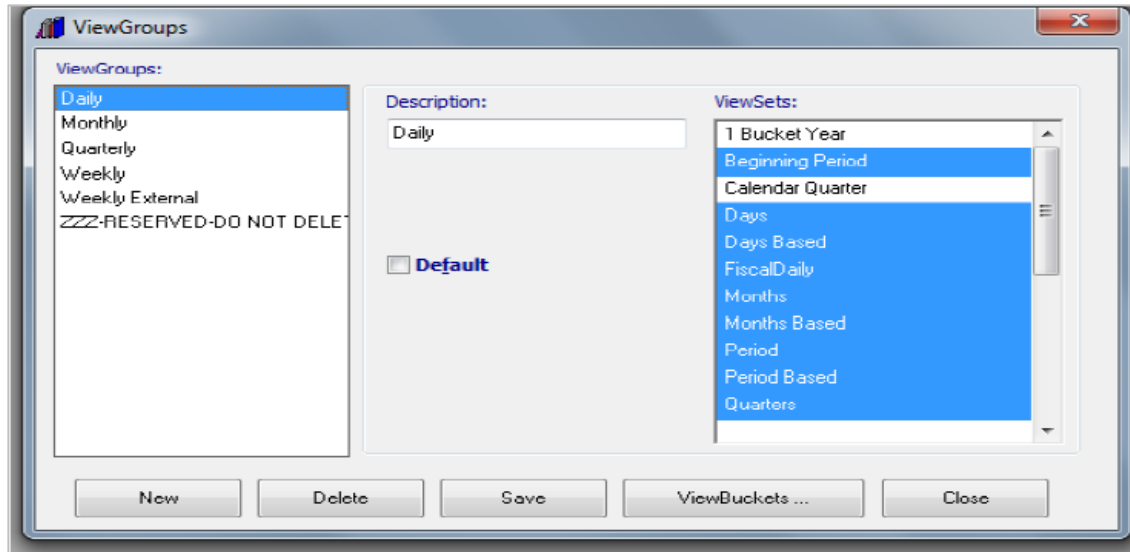 ViewGroups
ViewGroups:
Daily
Monthly
Quarterly
Weekly
Weekly External
ZZZ-RESERVED-DO NOT DELET
Description:
Daily
Default
ViewSets:
1 Bucket Year
Beginning Period
Calendar Quarter
Days
Days Based
FiscalDaily
Months
Months Based
Period
Period Based
Quarters
New
Delete
Save
ViewBuckets ...
Close